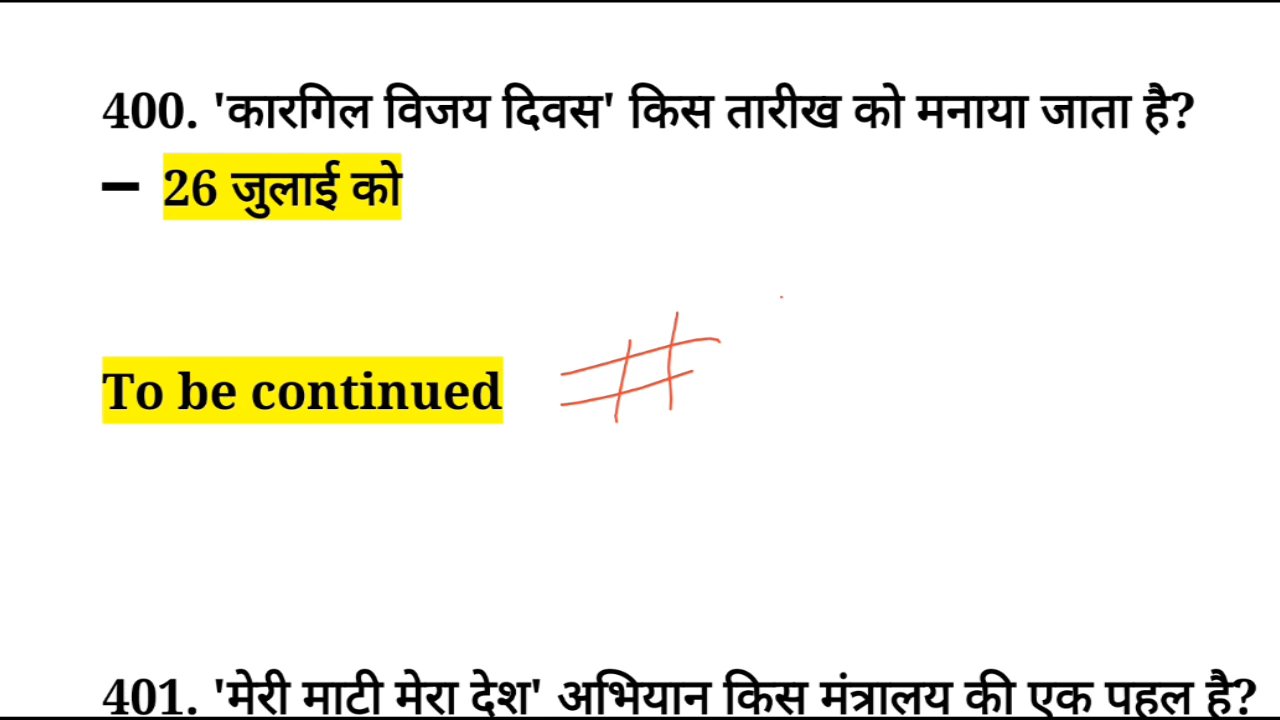 400. 'कारगिल विजय दिवस' किस तारीख को मनाया जाता है?
– 26 जुलाई को
To be continued #
401. 'मेरी माटी मेरा देश' अभियान किस मंत्रालय की एक पहल है?